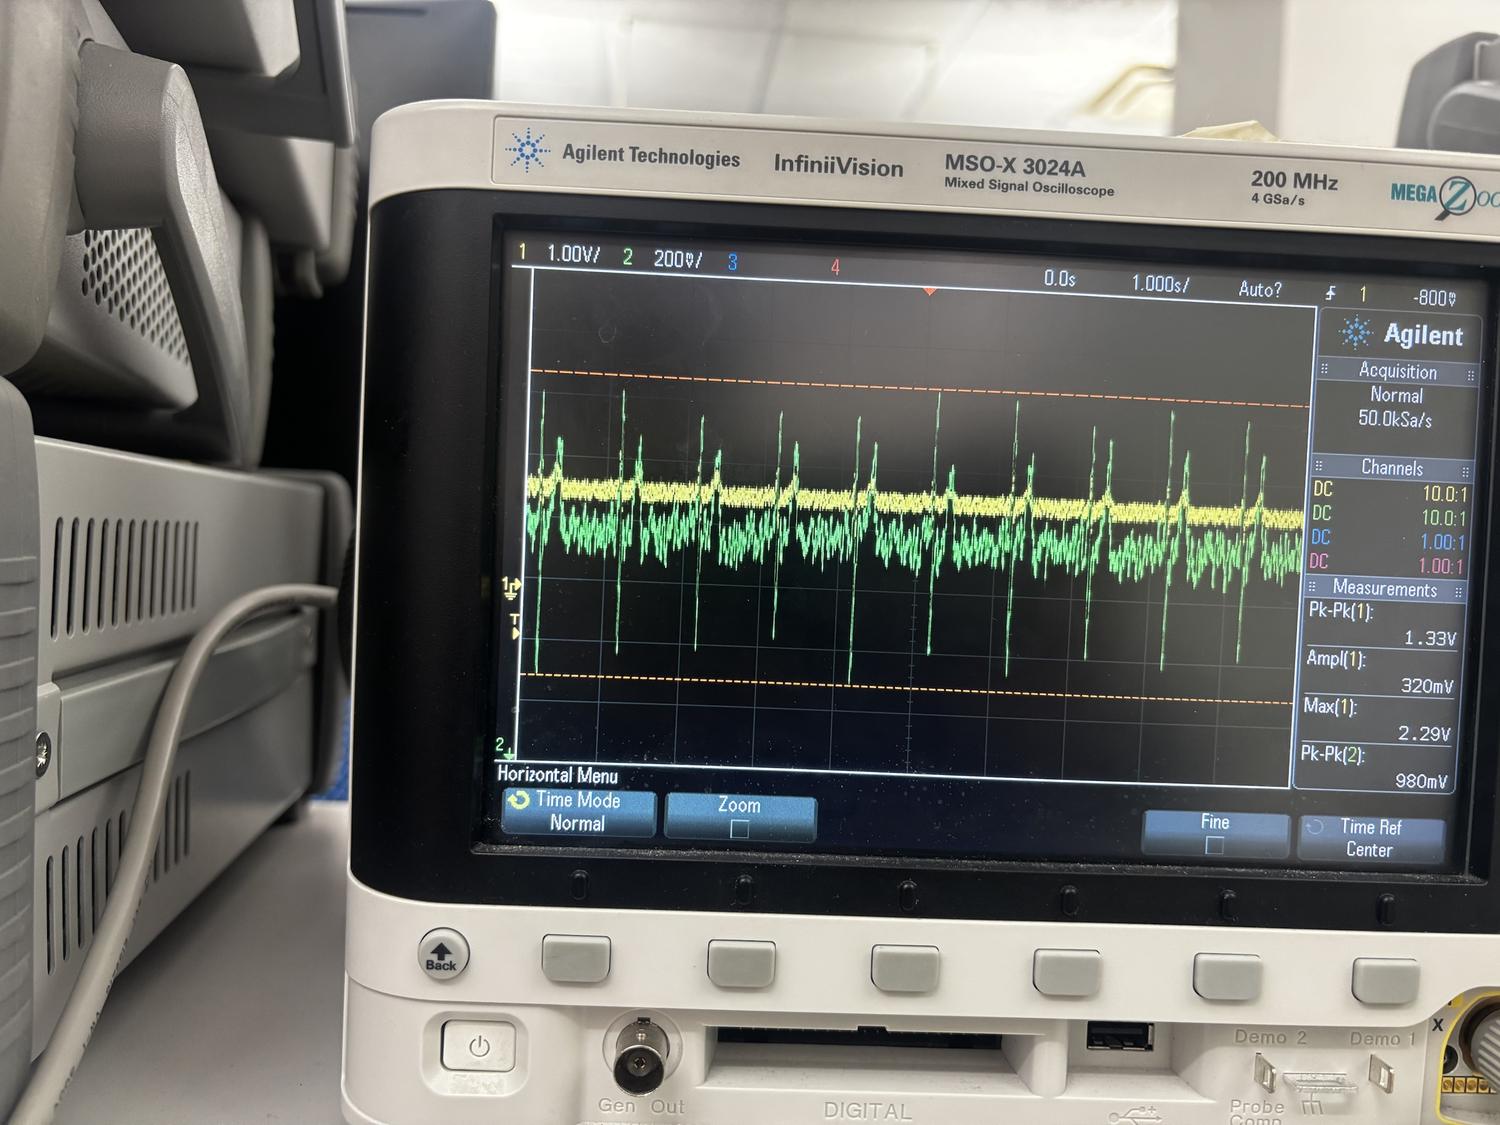 Agilent Technologies InfiniiVision MSO-X 3024A 200 MHz MEGA
Mixed Signal Oscilloscope 4 GSa/s
1 1.00V/ 2 200mV/ 3 4 0.0s 1.000s/ Auto? 1 -800mV
Agilent
Acquisition
Normal
50.0kSa/s
Channels
DC 10.0:1
DC 10.0:1
DC 1.00:1
DC 1.00:1
Measurements
Pk-Pk(1):
1.33V
Ampl(1):
320mV
Max(1):
2.29V
Pk-Pk(2):
980mV
1
T
2
Horizontal Menu
Time Mode
Normal
Zoom
Fine
Time Ref
Center
Back
Gen Out
DIGITAL
Demo 2
Demo 1
Probe
Comp
X